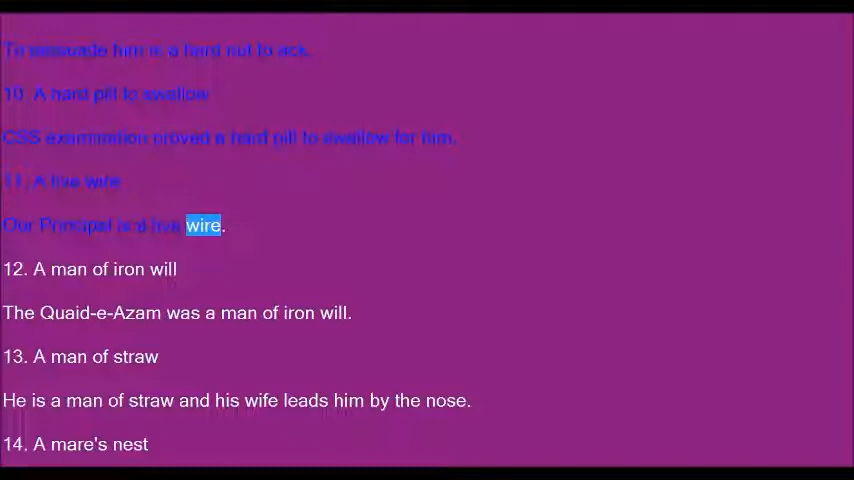 To persuade him is a hard nut to ack.
10. A hard pill to swallow
CSS examination proved a hard pill to swallow for him.
11. A live wire
Our Principal is a live wire.
12. A man of iron will
The Quaid-e-Azam was a man of iron will.
13. A man of straw
He is a man of straw and his wife leads him by the nose.
14. A mare's nest